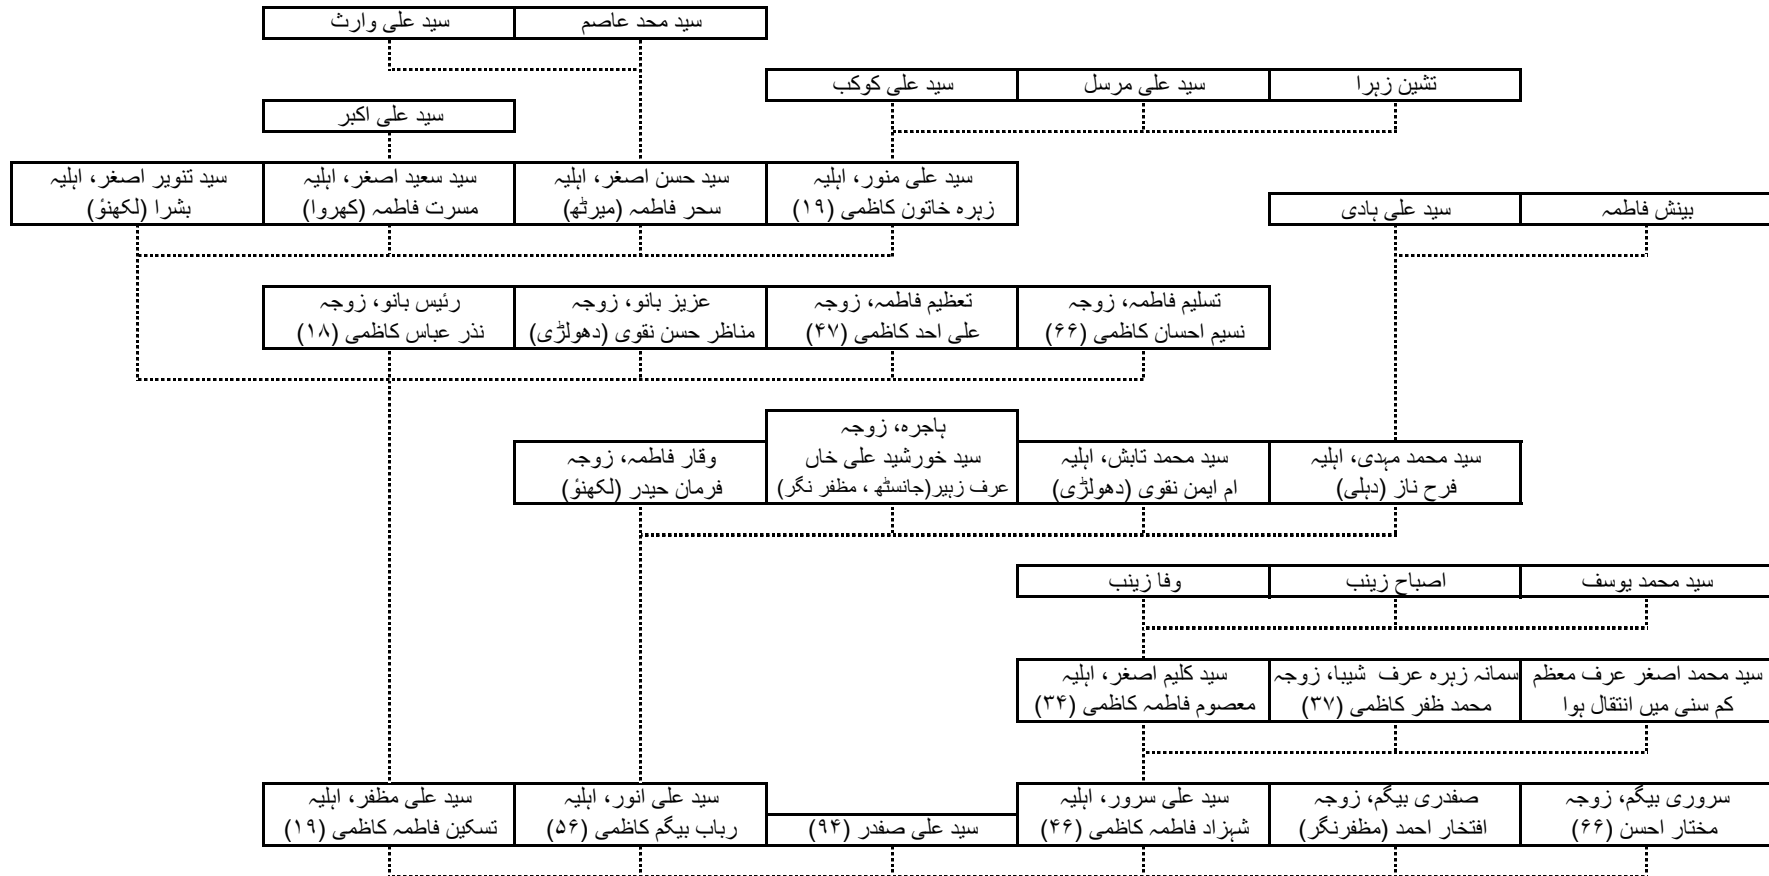 سید محد عاصم
سید علی وارث
تشین زہرا
سید علی مرسل
سید علی کوکب
سید علی اکبر
سید علی منور، اہلیہ
زہرہ خاتون کاظمی (۱۹)
سید حسن اصغر، اہلیہ
سحر فاطمہ (میرٹھ)
سید سعید اصغر، اہلیہ
مسرت فاطمہ (کھروا)
سید تنویر اصغر، اہلیہ
بشرا (لکھنؤ)
بینش فاطمہ
سید علی ہادی
تسلیم فاطمہ، زوجہ
نسیم احسان کاظمی (۶۶)
تعظیم فاطمہ، زوجہ
علی احد کاظمی (۴۷)
عزیز بانو، زوجہ
مناظر حسن نقوی (دھولڑی)
رئیس بانو، زوجہ
نذر عباس کاظمی (۱۸)
سید محمد مہدی، اہلیہ
فرح ناز (دہلی)
سید محمد تابش، اہلیہ
ام ایمن نقوی (دھولڑی)
ہاجرہ، زوجہ
سید خورشید علی خاں
عرف زہیر(جانسٹھ ، مظفر نگر)
وقار فاطمہ، زوجہ
فرمان حیدر (لکھنؤ)
سید محمد یوسف
اصباح زینب
وفا زینب
سید محمد اصغر عرف معظم
کم سنی میں انتقال ہوا
سمانہ زہرہ عرف شیبا، زوجہ
محمد ظفر کاظمی (۳۷)
سید کلیم اصغر، اہلیہ
معصوم فاطمہ کاظمی (۳۴)
سروری بیگم، زوجہ
مختار احسن (۶۶)
صفدری بیگم، زوجہ
افتخار احمد (مظفرنگر)
سید علی سرور، اہلیہ
شہزاد فاطمہ کاظمی (۴۶)
سید علی صفدر (۹۴)
سید علی انور، اہلیہ
رباب بیگم کاظمی (۵۶)
سید علی مظفر، اہلیہ
تسکین فاطمہ کاظمی (۱۹)